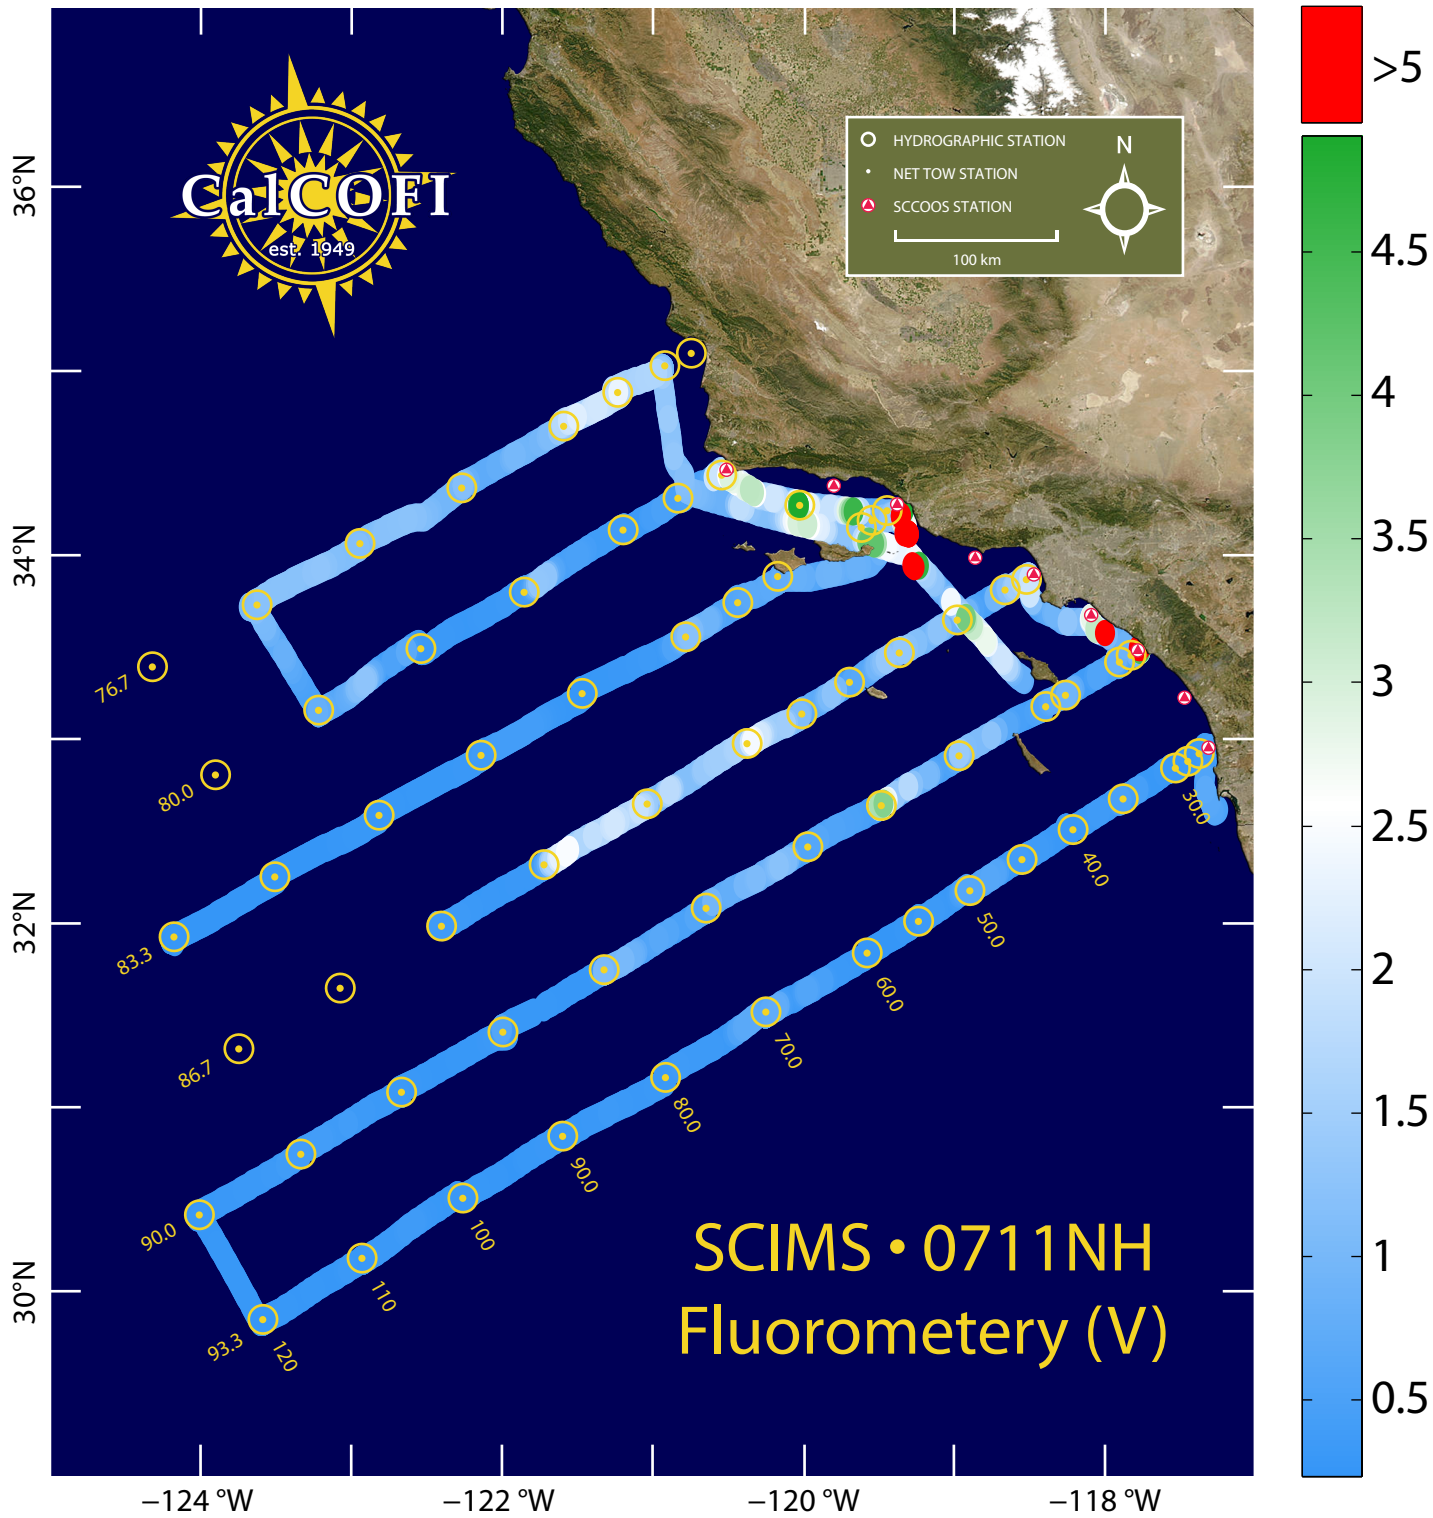 CalCOFI
est. 1949
HYDROGRAPHIC STATION
NET TOW STATION
SCCOOS STATION
100 km
N
>5
4.5
4
3.5
3
2.5
2
1.5
1
0.5
36°N
34°N
32°N
30°N
76.7
80.0
83.3
86.7
90.0
93.3
30.0
40.0
50.0
60.0
70.0
80.0
90.0
100
110
120
SCIMS • 0711NH
Fluorometery (V)
−124 °W
−122 °W
−120 °W
−118 °W